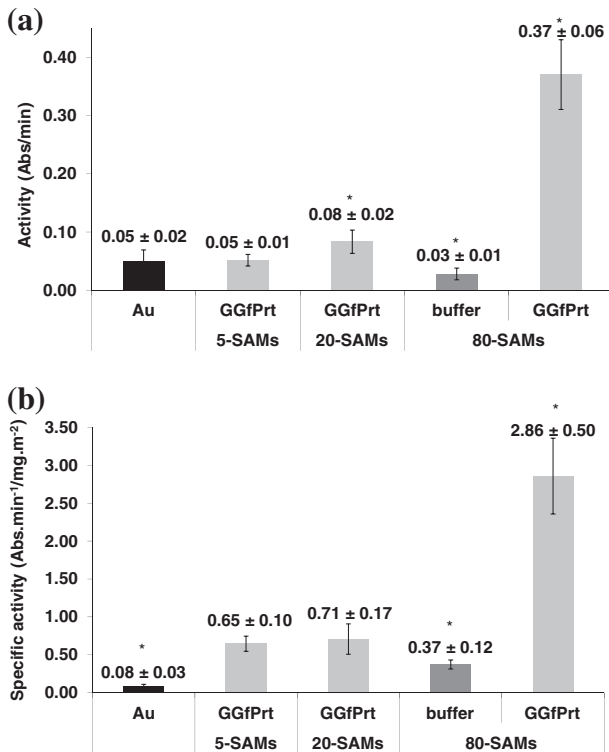 (a)
Activity (Abs/min)
0.40
0.30
0.20
0.10
0.00
0.05 ± 0.02
0.05 ± 0.01
*
0.08 ± 0.02
*
0.03 ± 0.01
*
0.37 ± 0.06
Au
GGfPrt
GGfPrt
buffer
GGfPrt
5-SAMs
20-SAMs
80-SAMs
(b)
Specific activity (Abs.min⁻¹/mg.m⁻²)
3.50
3.00
2.50
2.00
1.50
1.00
0.50
0.00
*
0.08 ± 0.03
0.65 ± 0.10
0.71 ± 0.17
*
0.37 ± 0.12
*
2.86 ± 0.50
Au
GGfPrt
GGfPrt
buffer
GGfPrt
5-SAMs
20-SAMs
80-SAMs